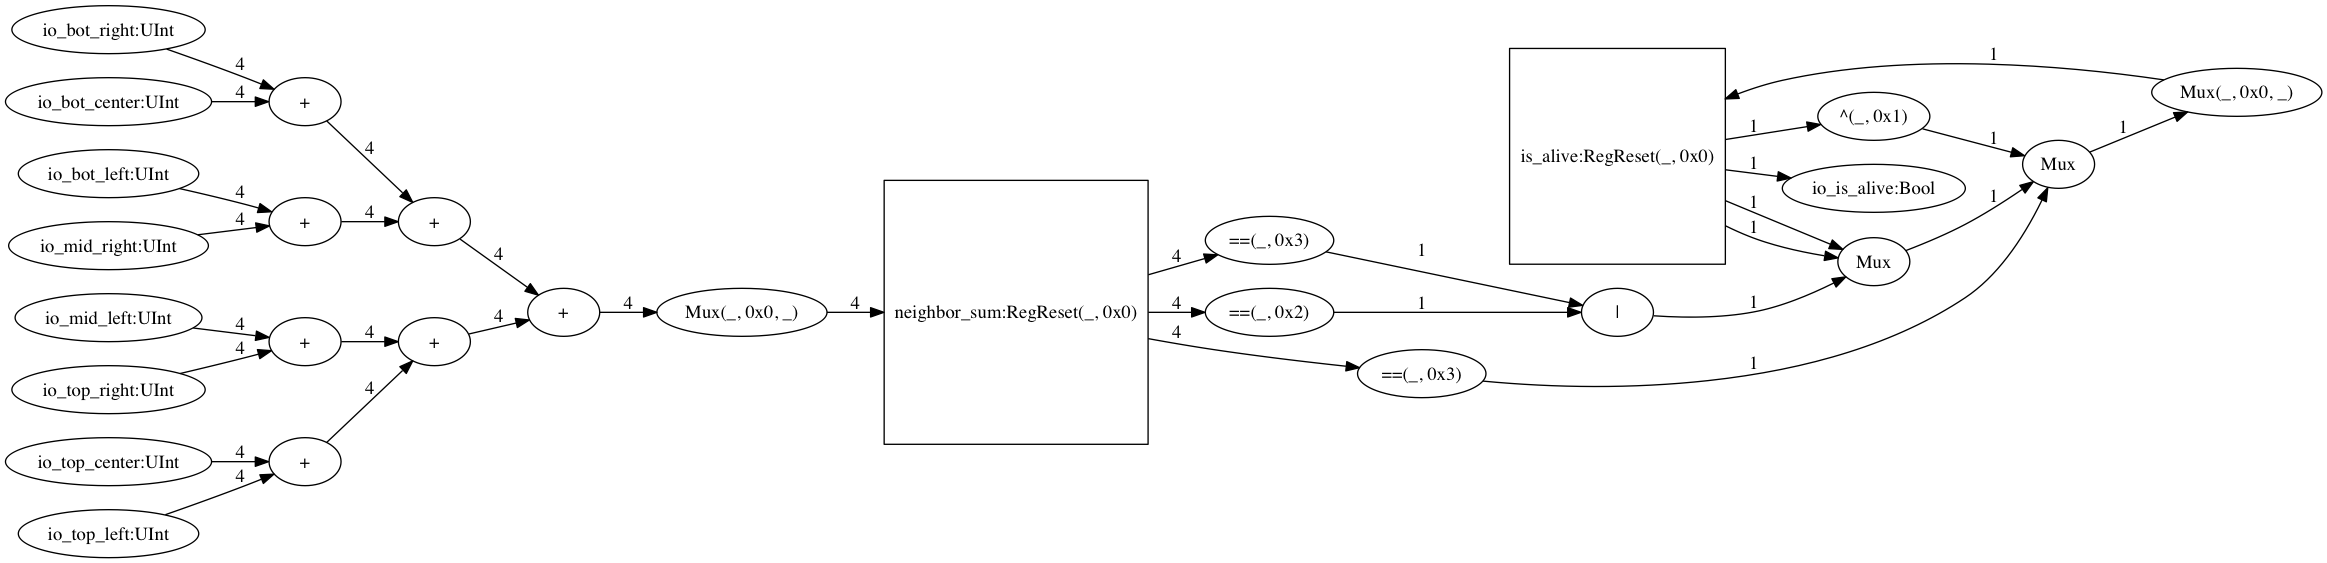 io_bot_right:UInt
4
io_bot_center:UInt
4
+
4
io_bot_left:UInt
4
io_mid_right:UInt
4
+
4
+
4
io_mid_left:UInt
4
io_top_right:UInt
4
+
4
+
4
io_top_center:UInt
4
io_top_left:UInt
4
+
4
+
4
Mux(_, 0x0, _)
4
neighbor_sum:RegReset(_, 0x0)
4
4
4
==(_, 0x3)
1
==(_, 0x2)
1
==(_, 0x3)
1
|
1
is_alive:RegReset(_, 0x0)
1
1
1
1
^(_, 0x1)
1
io_is_alive:Bool
Mux
1
Mux
1
Mux(_, 0x0, _)
1